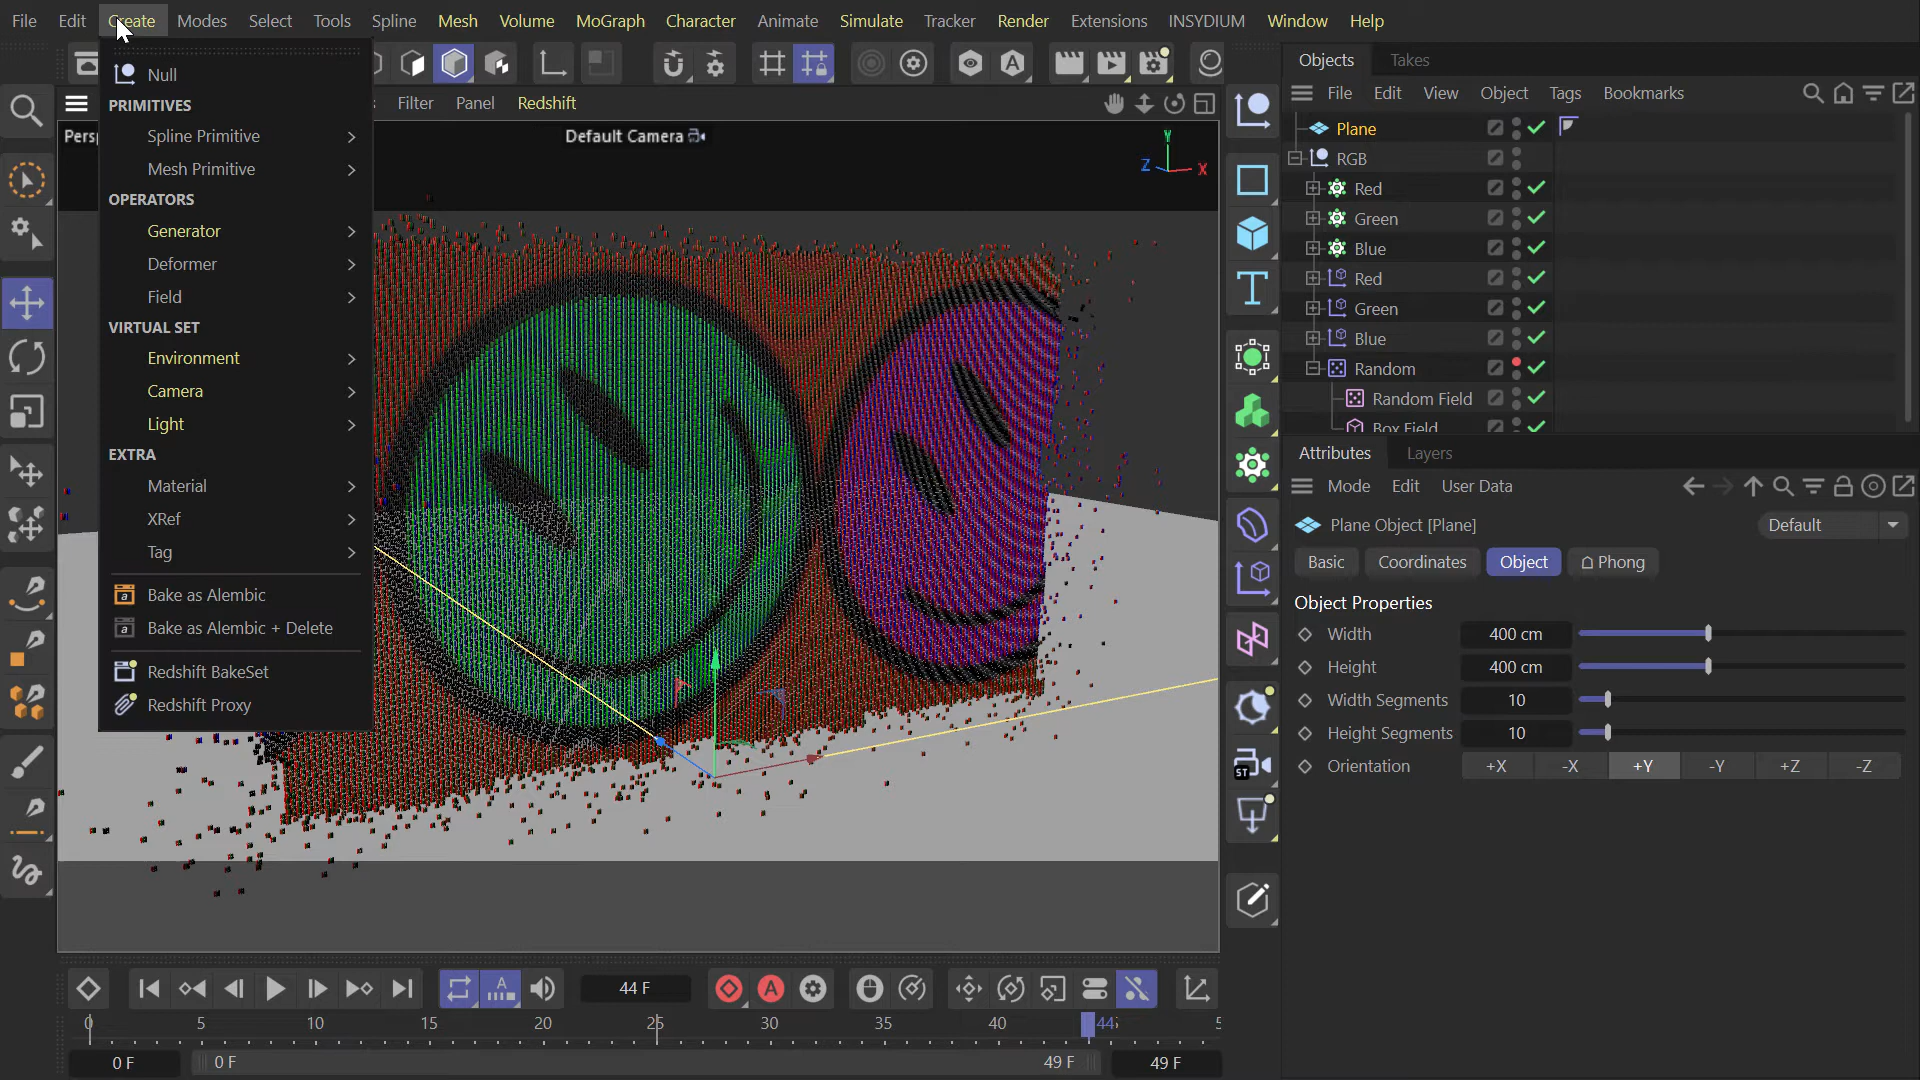 File Edit Create Modes Select Tools Spline Mesh Volume MoGraph Character Animate Simulate Tracker Render Extensions INSYDIUM Window Help
Null
PRIMITIVES
Spline Primitive
Mesh Primitive
OPERATORS
Generator
Deformer
Field
VIRTUAL SET
Environment
Camera
Light
EXTRA
Material
XRef
Tag
Bake as Alembic
Bake as Alembic + Delete
Redshift BakeSet
Redshift Proxy
Filter Panel Redshift
Default Camera
Y
Z X
Objects Takes
File Edit View Object Tags Bookmarks
Plane
RGB
Red
Green
Blue
Red
Green
Blue
Random
Random Field
Box Field
Attributes Layers
Mode Edit User Data
Plane Object [Plane]
Default
Basic Coordinates Object Phong
Object Properties
Width 400 cm
Height 400 cm
Width Segments 10
Height Segments 10
Orientation +X -X +Y -Y +Z -Z
ST
44 F
0 5 10 15 20 25 30 35 40 44
0 F 0 F 49 F 49 F